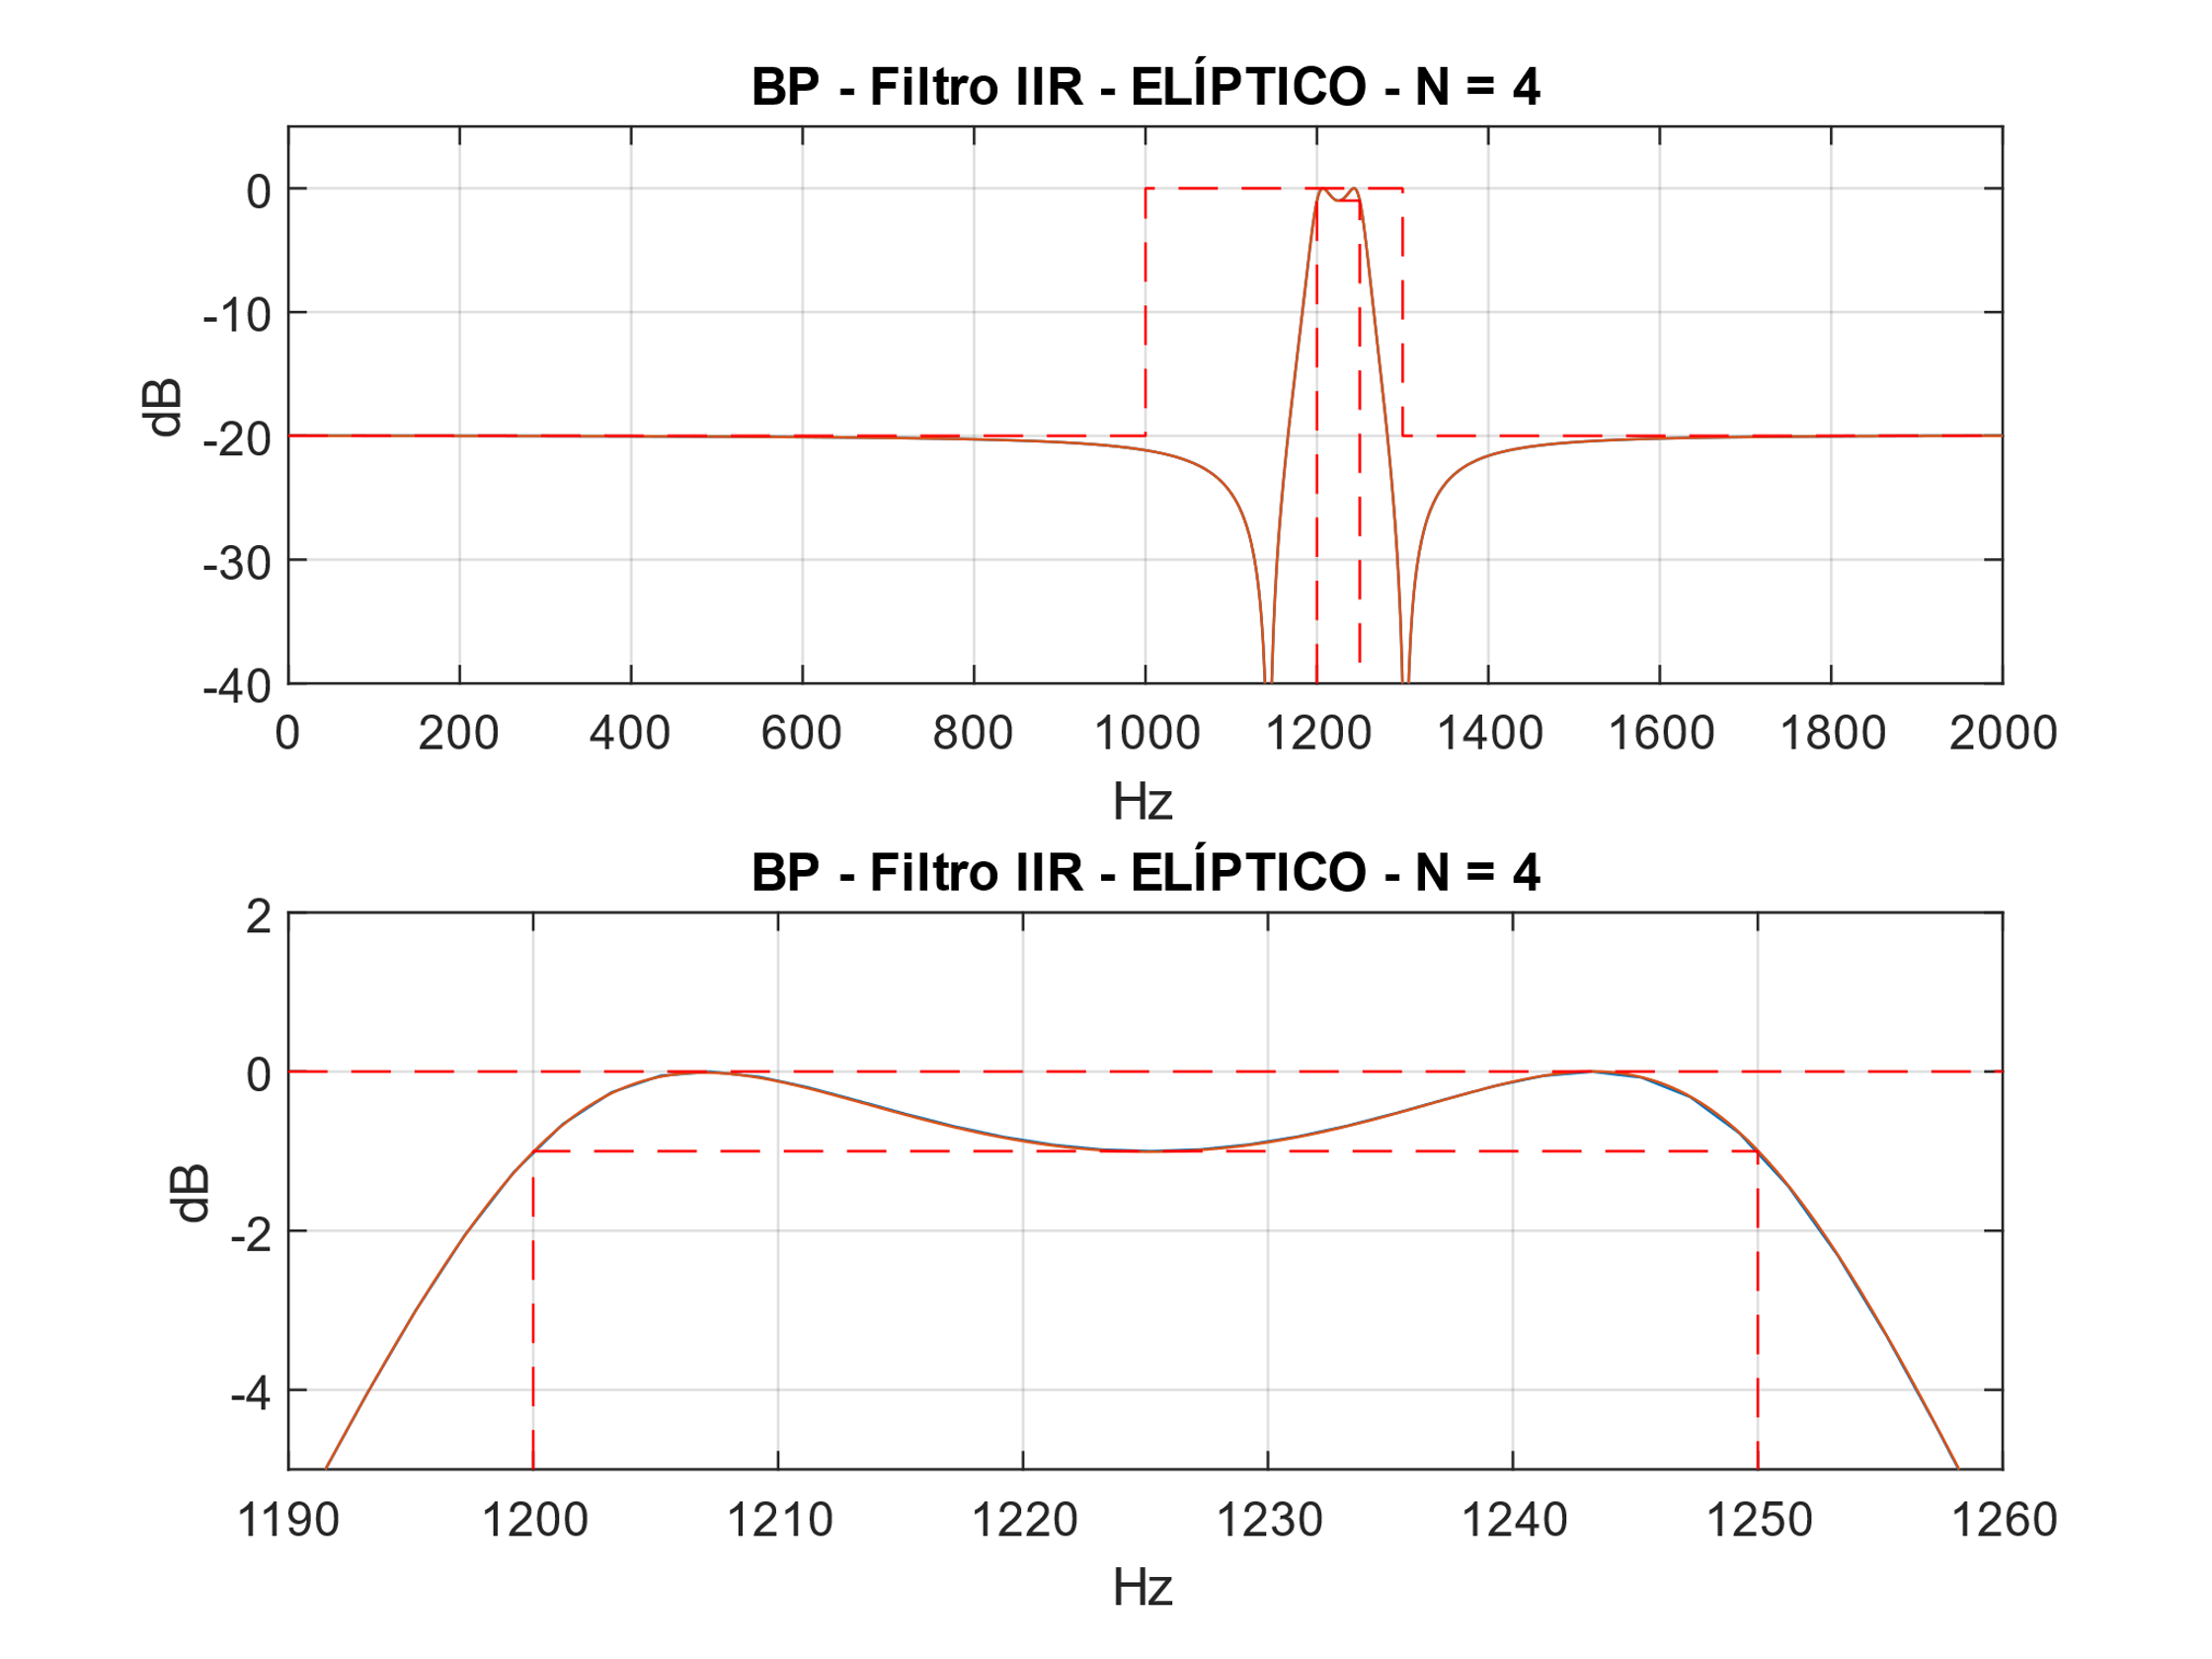 BP - Filtro IIR - ELÍPTICO - N = 4
0
-10
-20
-30
-40
dB
0 200 400 600 800 1000 1200 1400 1600 1800 2000
Hz
BP - Filtro IIR - ELÍPTICO - N = 4
2
0
-2
-4
dB
1190 1200 1210 1220 1230 1240 1250 1260
Hz